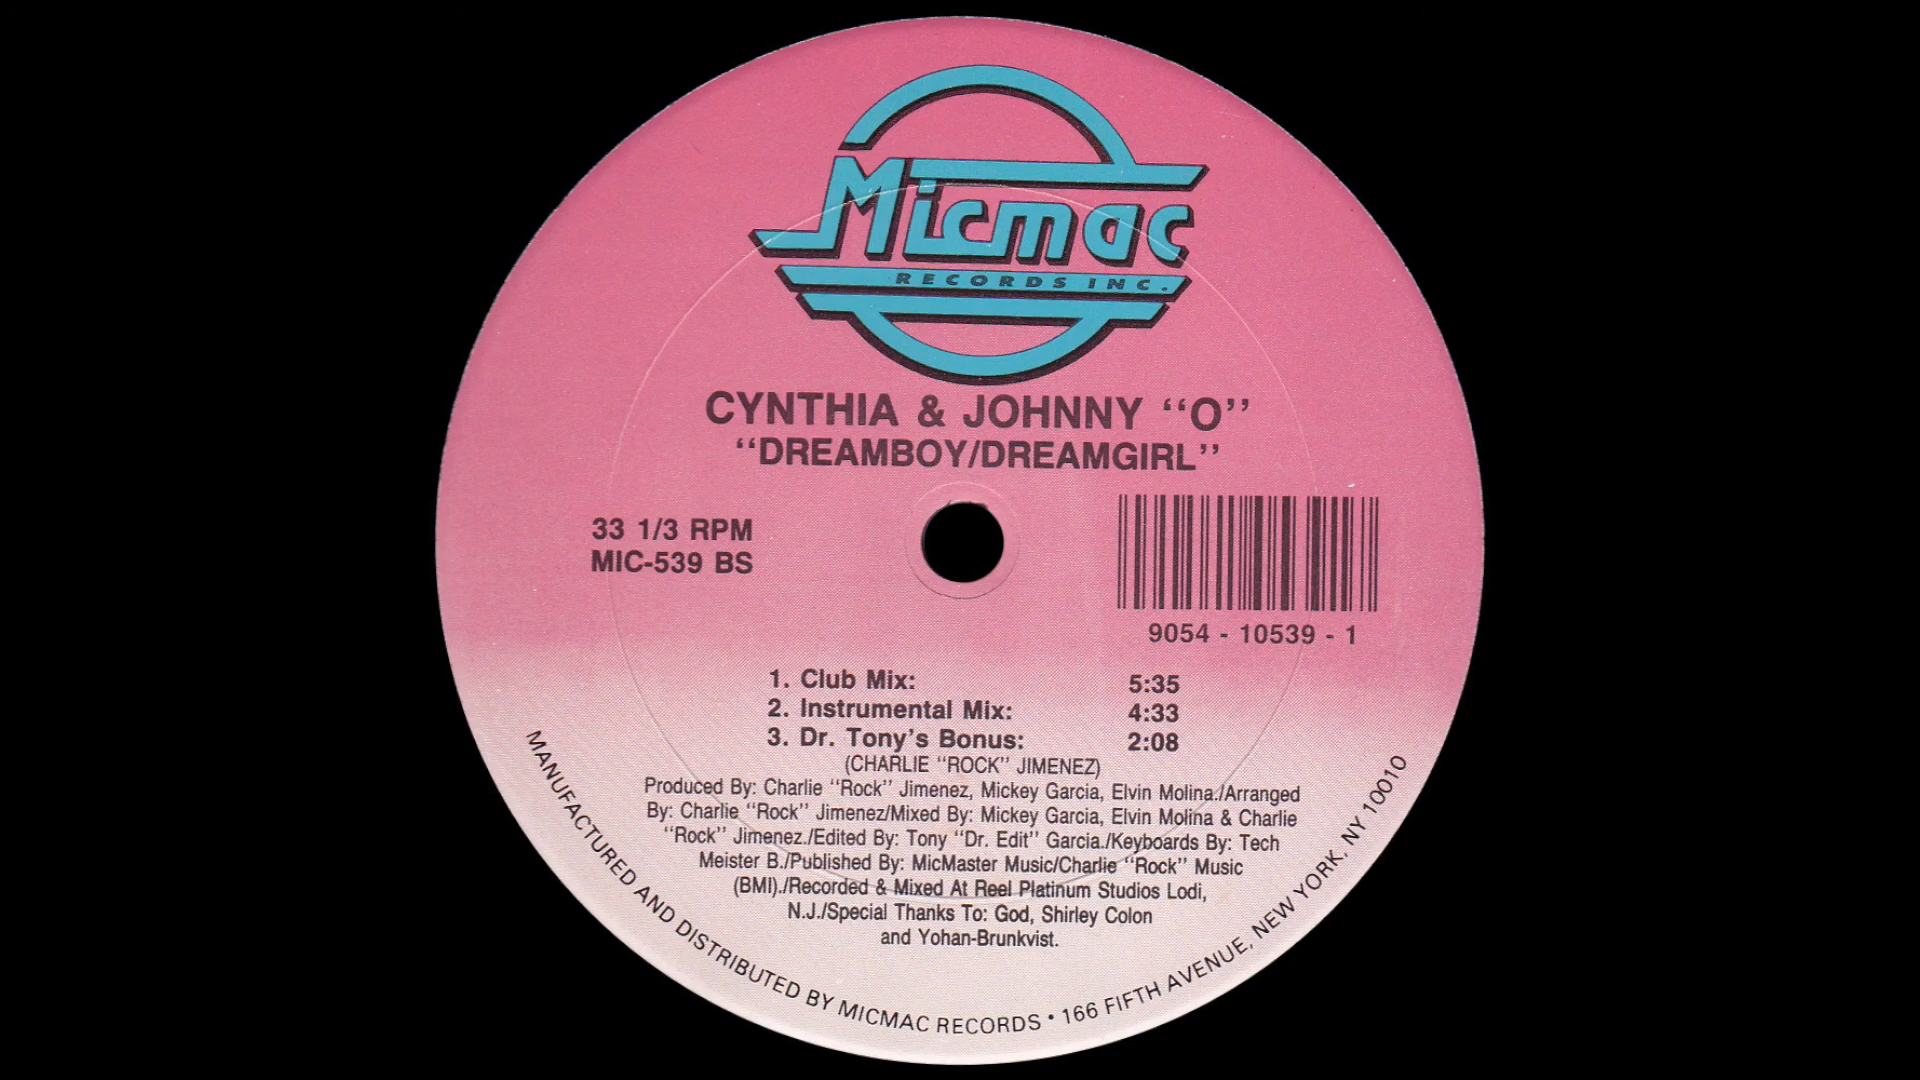 Micmac
RECORDS INC.
CYNTHIA & JOHNNY "O"
"DREAMBOY/DREAMGIRL"
33 1/3 RPM
MIC-539 BS
9054 - 10539 - 1
1. Club Mix: 5:35
2. Instrumental Mix: 4:33
3. Dr. Tony's Bonus: 2:08
(CHARLIE "ROCK" JIMENEZ)
Produced By: Charlie "Rock" Jimenez, Mickey Garcia, Elvin Molina./Arranged
By: Charlie "Rock" Jimenez/Mixed By: Mickey Garcia, Elvin Molina & Charlie
"Rock" Jimenez./Edited By: Tony "Dr. Edit" Garcia./Keyboards By: Tech
Meister B./Published By: MicMaster Music/Charlie "Rock" Music
(BMI)./Recorded & Mixed At Reel Platinum Studios Lodi,
N.J./Special Thanks To: God, Shirley Colon
and Yohan-Brunkvist.
MANUFACTURED AND DISTRIBUTED BY MICMAC RECORDS • 166 FIFTH AVENUE, NEW YORK, NY 10010